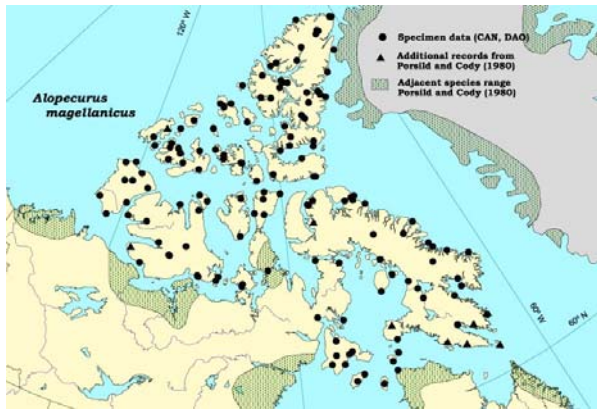 120° W
Specimen data (CAN, DAO)
Additional records from
Porsild and Cody (1980)
Adjacent species range
Porsild and Cody (1980)
Alopecurus
magellanicus
60° W
60° N